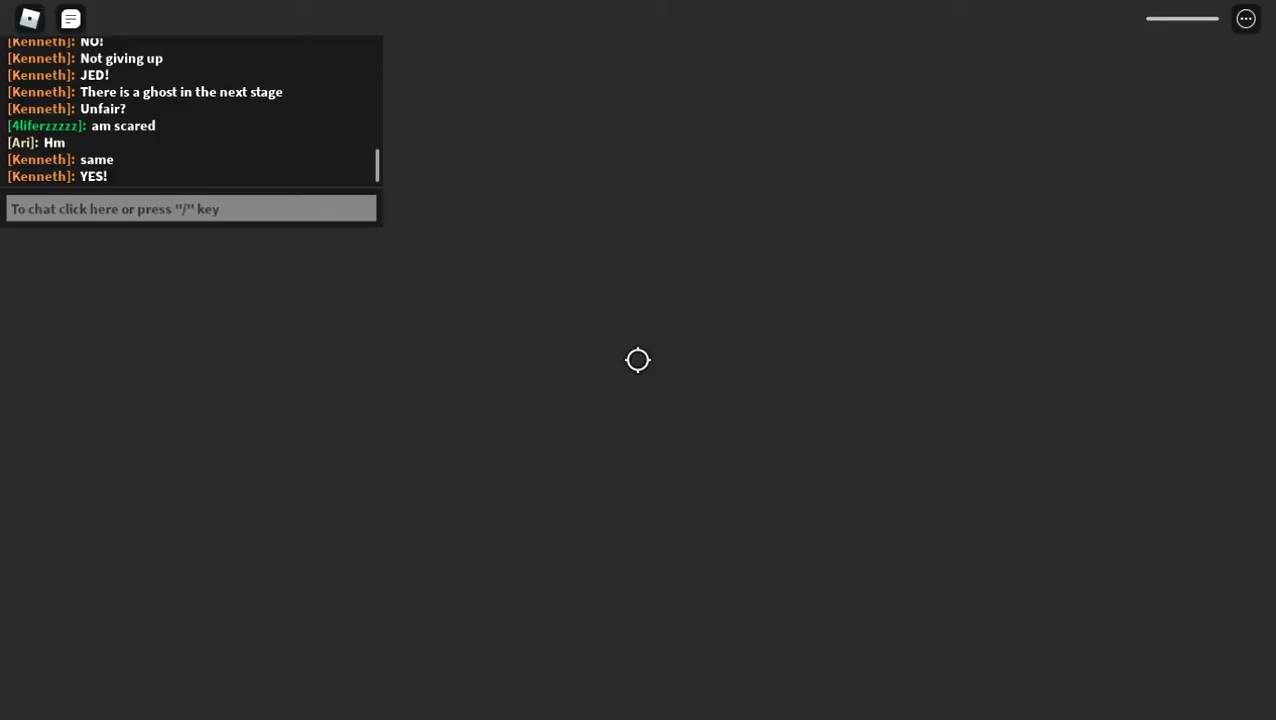 [Kenneth]: NO!
[Kenneth]: Not giving up
[Kenneth]: JED!
[Kenneth]: There is a ghost in the next stage
[Kenneth]: Unfair?
[4liferzzzzz]: am scared
[Ari]: Hm
[Kenneth]: same
[Kenneth]: YES!
To chat click here or press "/" key